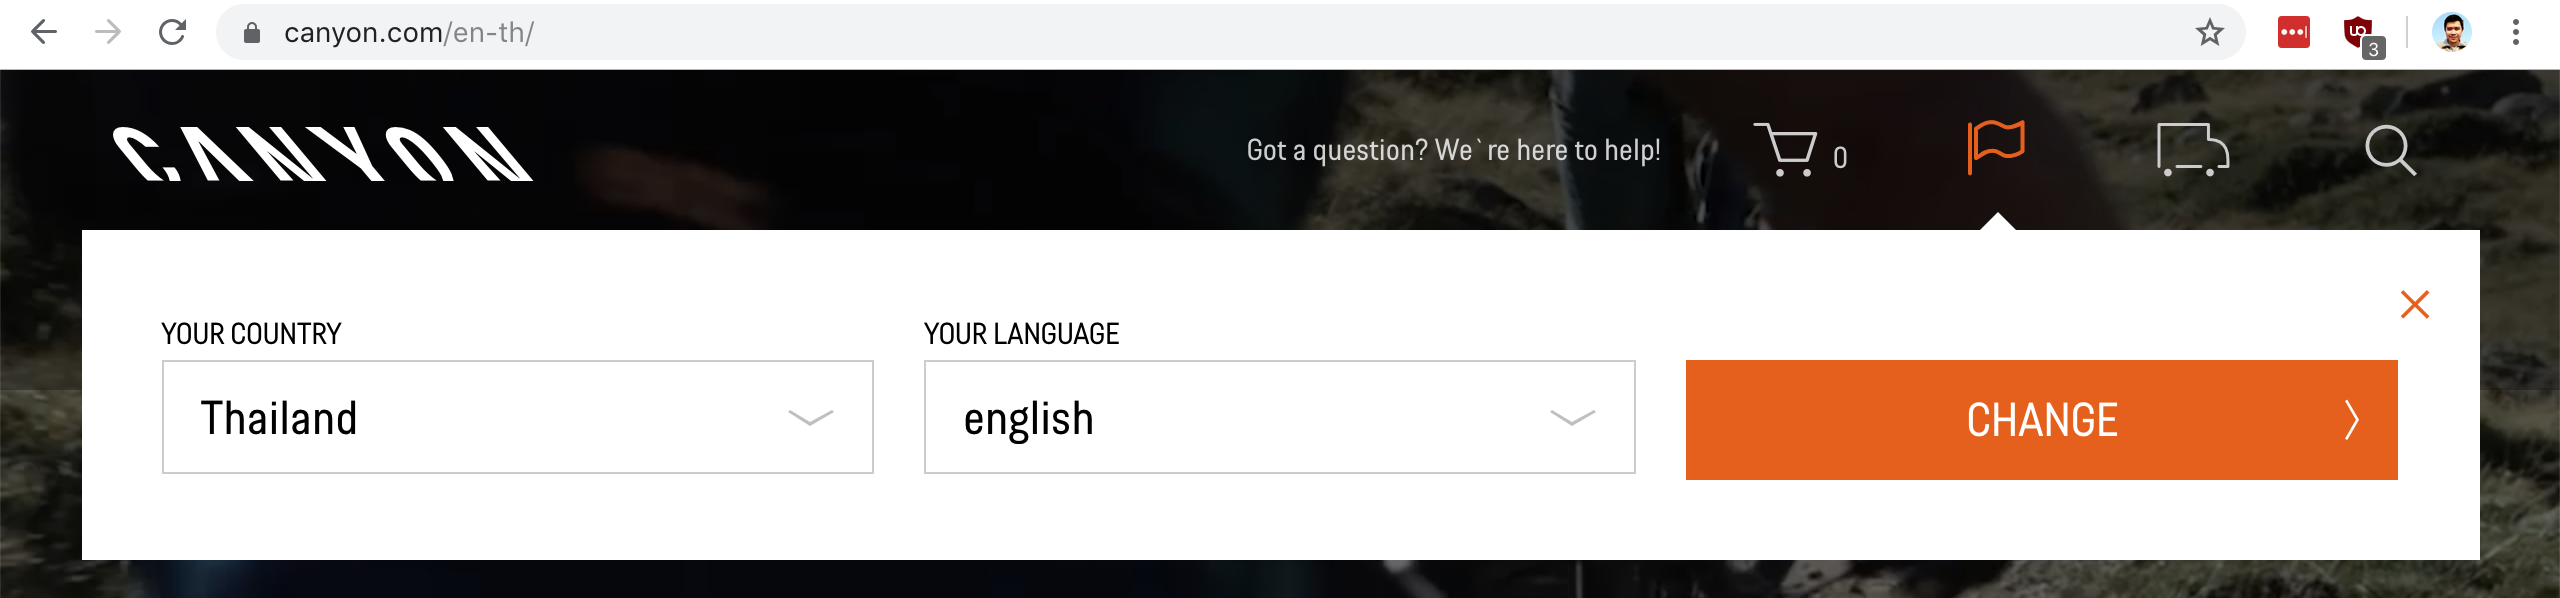 canyon.com/en-th/
3
CANYON
Got a question? We`re here to help!
0
YOUR COUNTRY
YOUR LANGUAGE
Thailand
english
CHANGE